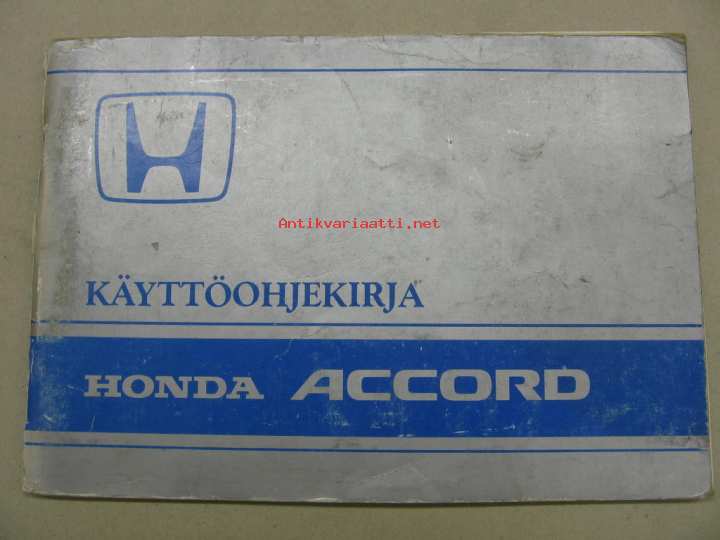 Antikvariaatti.net
KÄYTTÖOHJEKIRJA
HONDA ACCORD